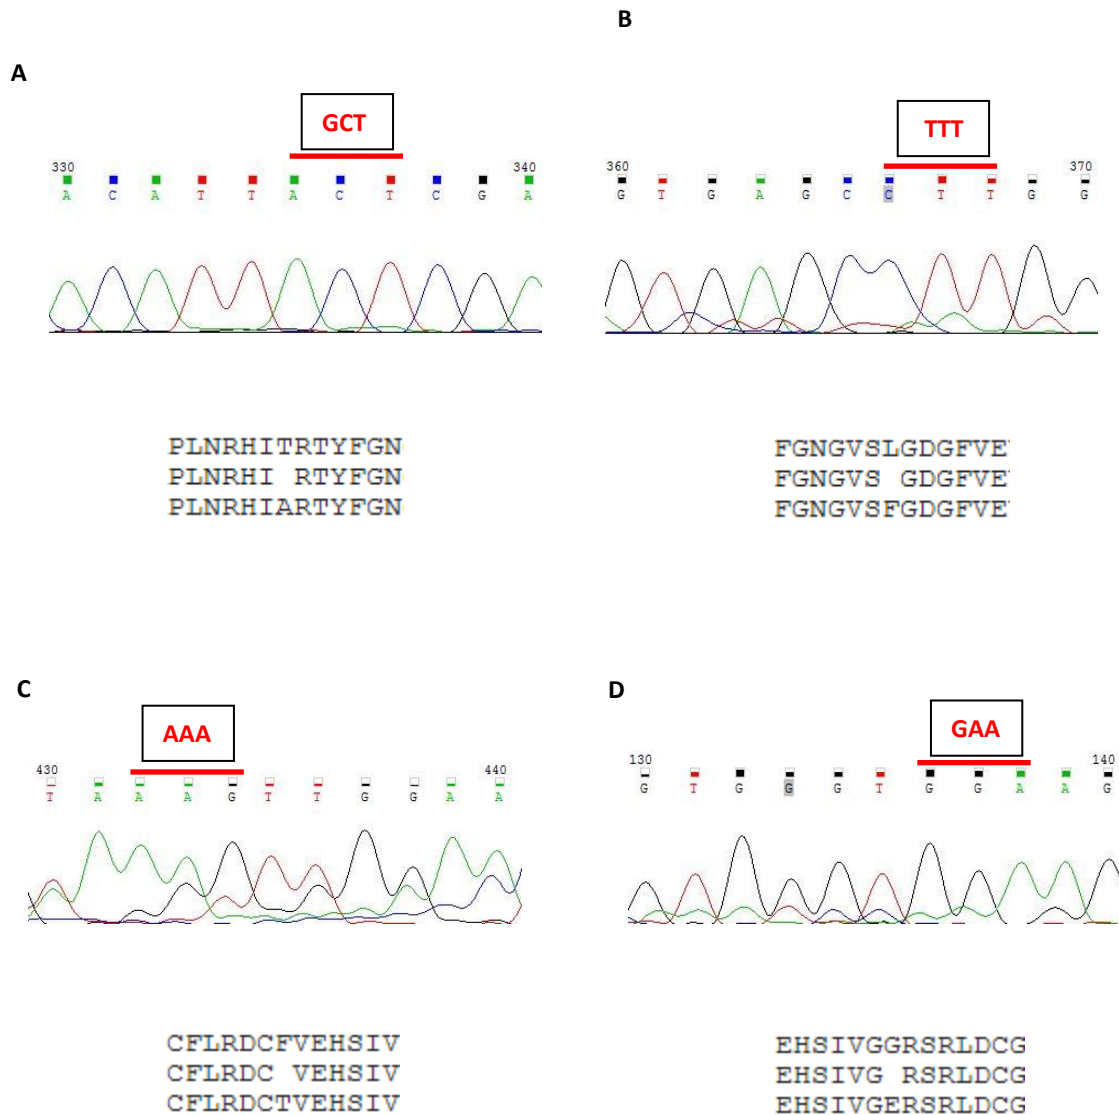 A
GCT
330 340
A C A T T A C T C G A
PLNRHITRTYFGN
PLNRHI RTYFGN
PLNRHIARTYFGN
B
TTT
360 370
G T G A G C C T T G G
FGNGVSLGDGFVE
FGNGVS GDGFVE
FGNGVSFGDGFVE
C
AAA
430 440
T A A A G T T G G A A
CFLRDCFVEHSIV
CFLRDC VEHSIV
CFLRDCTVEHSIV
D
GAA
130 140
G T G G G T G G A A G
EHSIVGGRSRLDCG
EHSIVG RSRLDCG
EHSIVGERSRLDCG